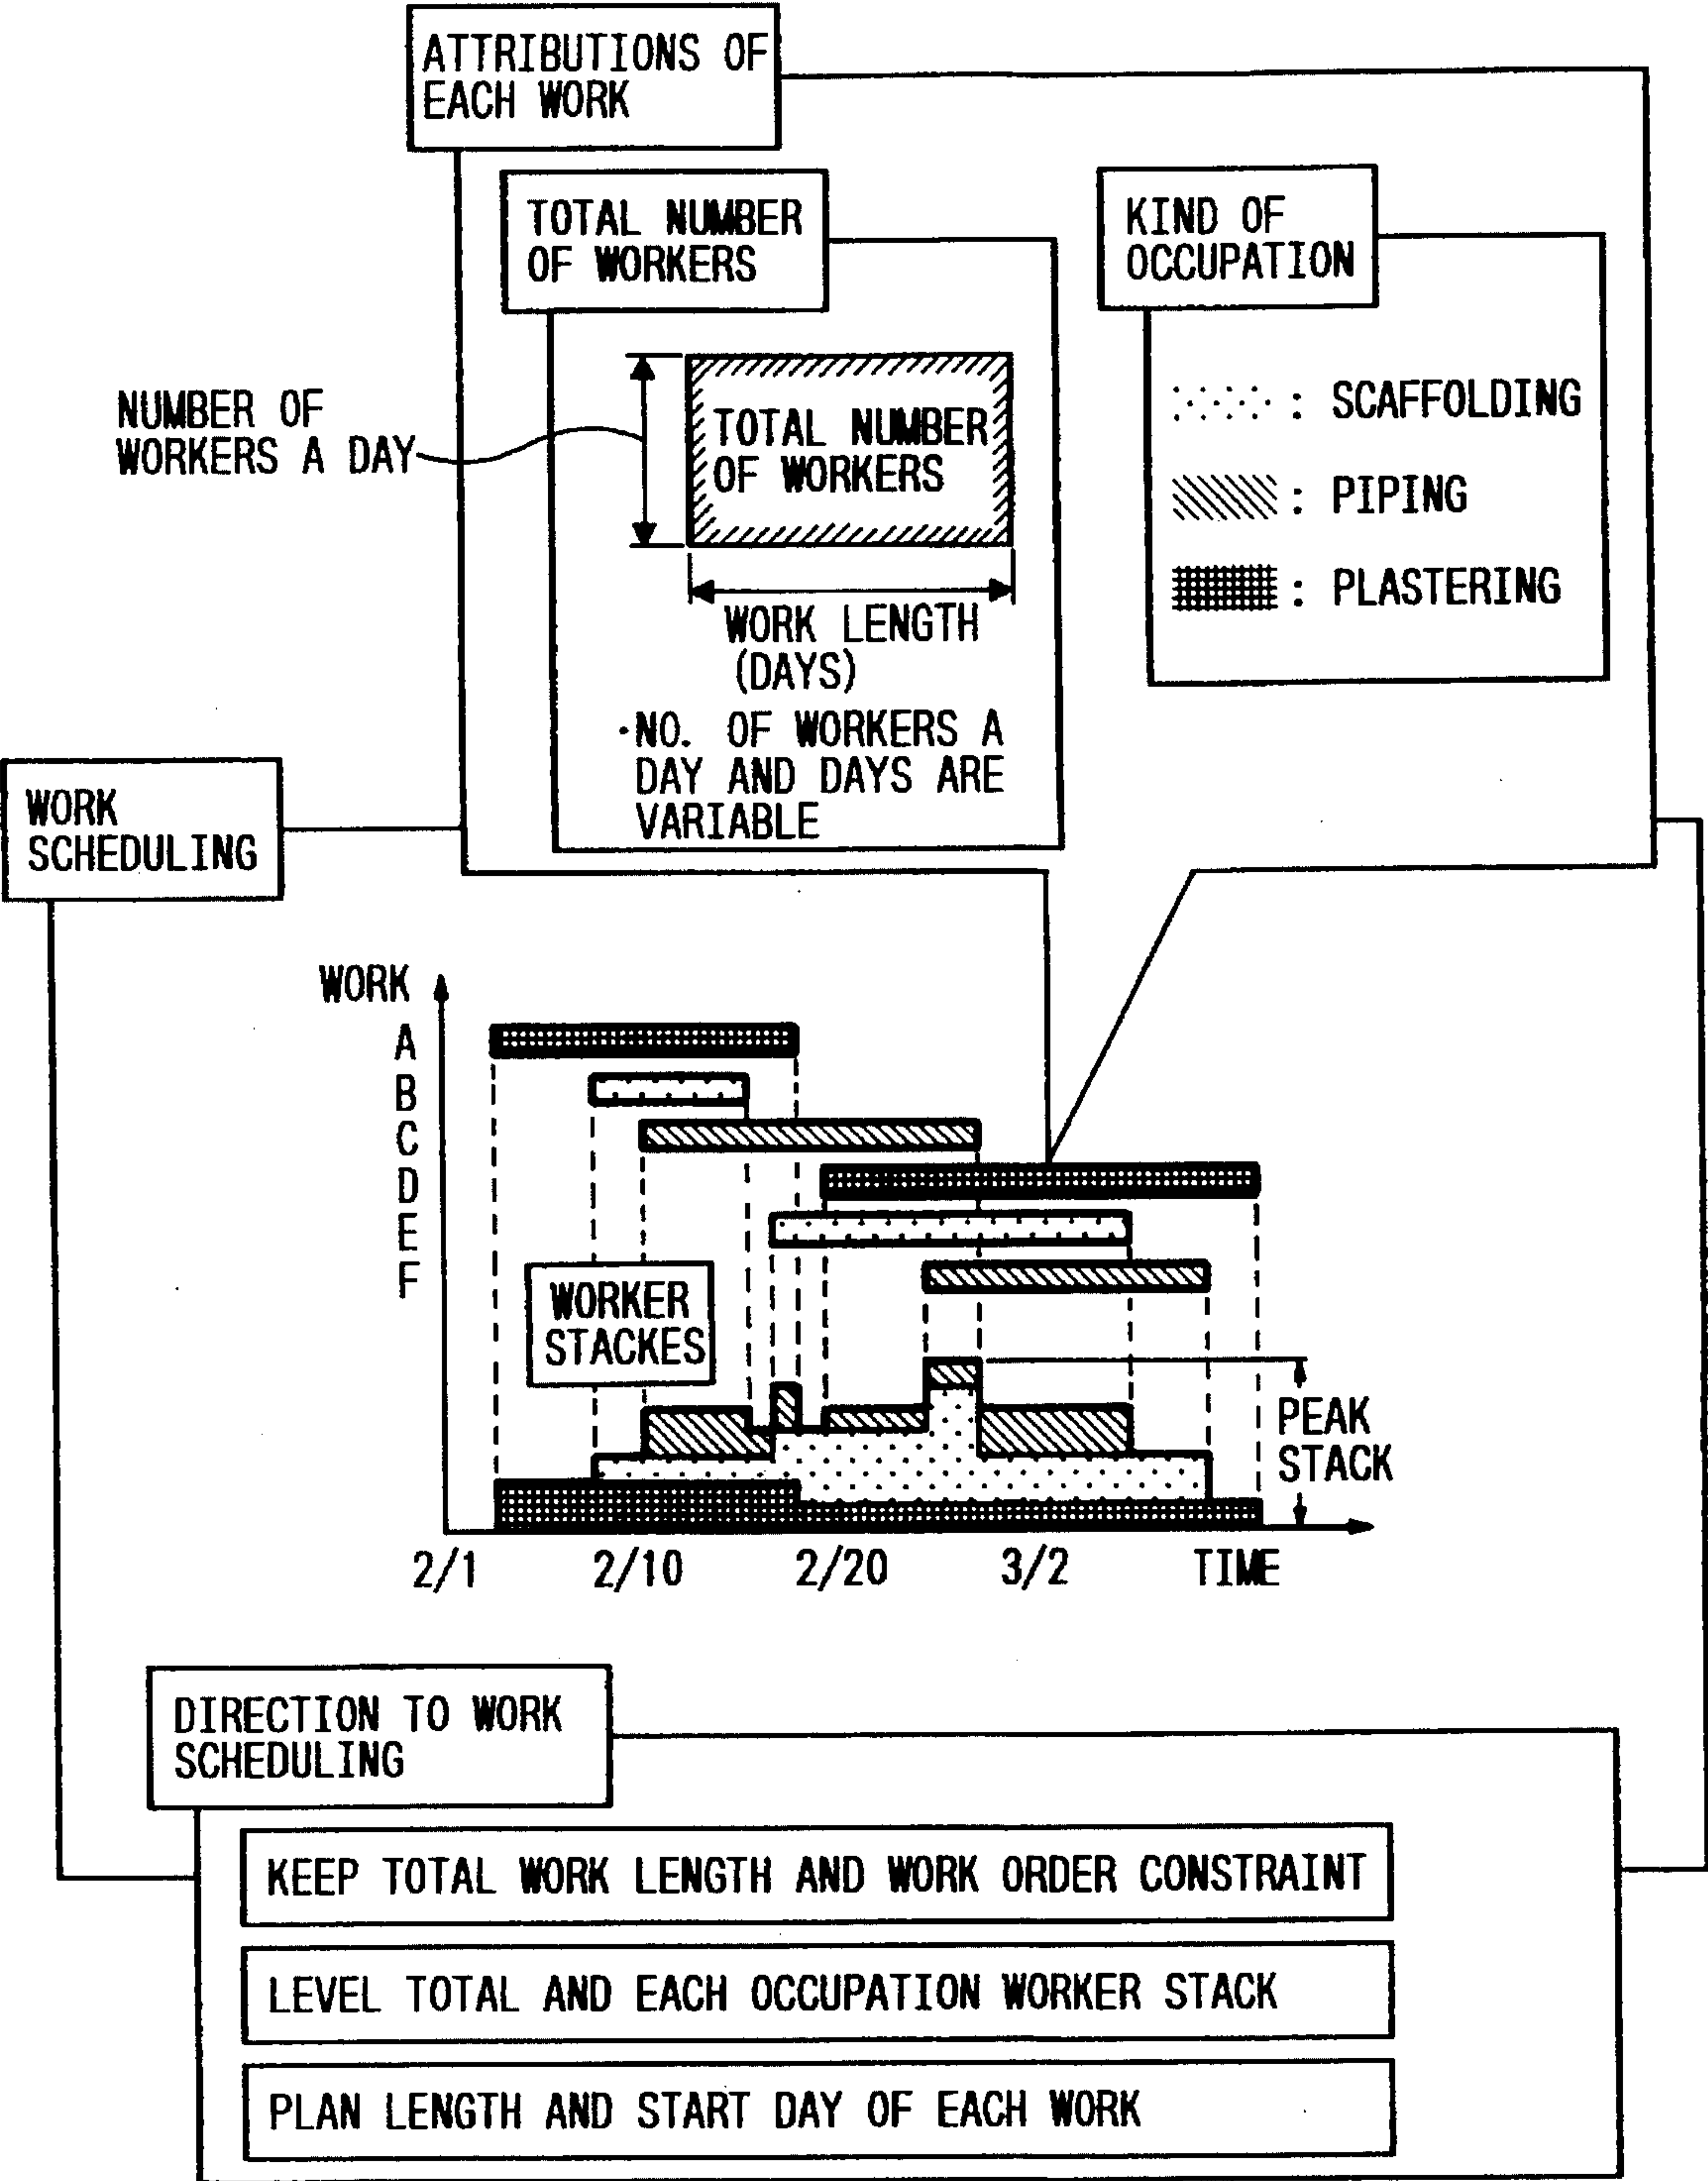 ATTRIBUTIONS OF
EACH WORK
TOTAL NUMBER
OF WORKERS
KIND OF
OCCUPATION
NUMBER OF
WORKERS A DAY
TOTAL NUMBER
OF WORKERS
: SCAFFOLDING
: PIPING
: PLASTERING
WORK LENGTH
(DAYS)
·NO. OF WORKERS A
DAY AND DAYS ARE
VARIABLE
WORK
SCHEDULING
WORK
A
B
C
D
E
F
WORKER
STACKES
PEAK
STACK
2/1 2/10 2/20 3/2 TIME
DIRECTION TO WORK
SCHEDULING
KEEP TOTAL WORK LENGTH AND WORK ORDER CONSTRAINT
LEVEL TOTAL AND EACH OCCUPATION WORKER STACK
PLAN LENGTH AND START DAY OF EACH WORK